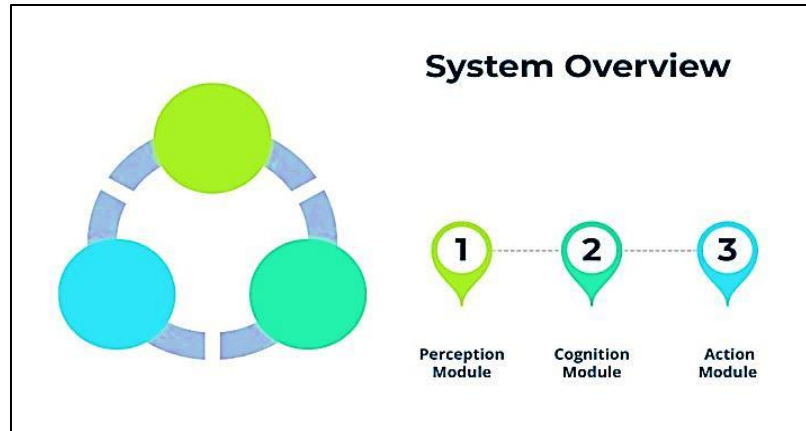 System Overview
1 2 3
Perception Module
Cognition Module
Action Module